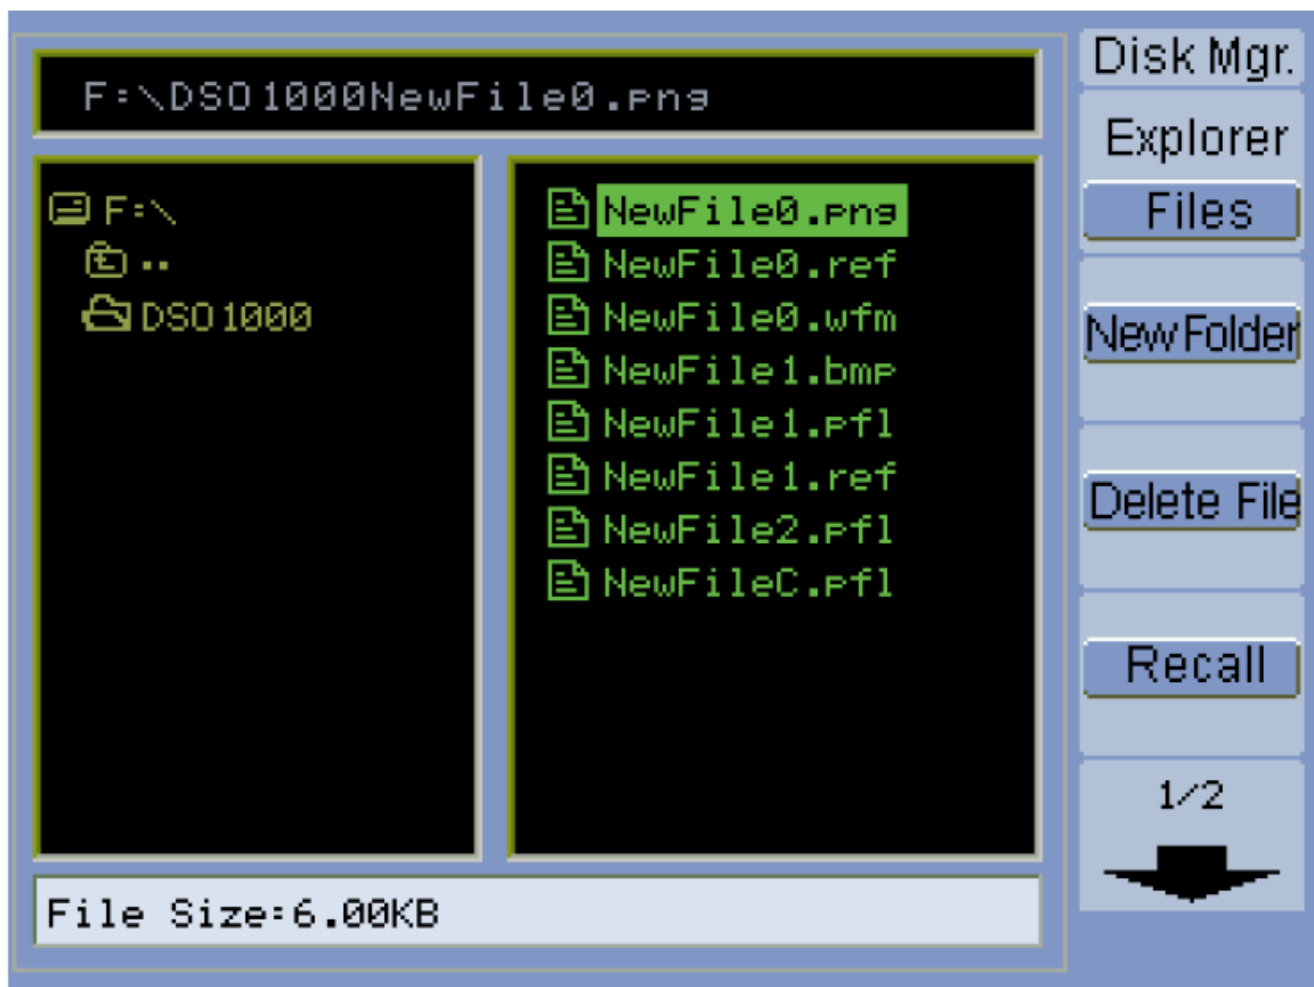 F:\DSO1000NewFile0.png
F:\
..
DSO1000
NewFile0.png
NewFile0.ref
NewFile0.wfm
NewFile1.bmp
NewFile1.pfl
NewFile1.ref
NewFile2.pfl
NewFileC.pfl
File Size:6.00KB
Disk Mgr.
Explorer
Files
New Folder
Delete File
Recall
1/2